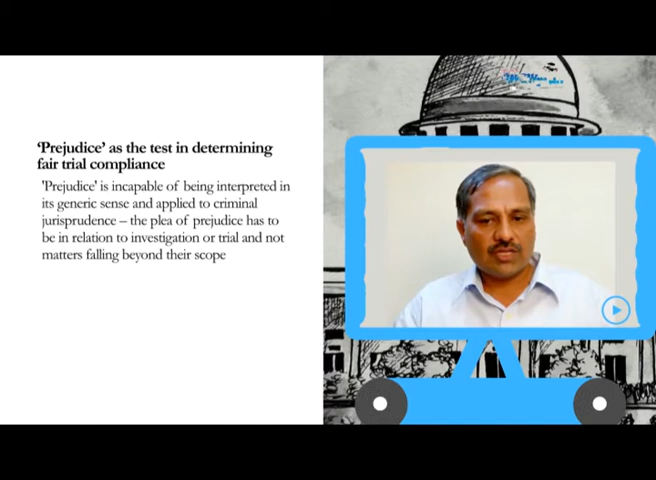 ‘Prejudice’ as the test in determining
fair trial compliance
'Prejudice' is incapable of being interpreted in
its generic sense and applied to criminal
jurisprudence – the plea of prejudice has to
be in relation to investigation or trial and not
matters falling beyond their scope